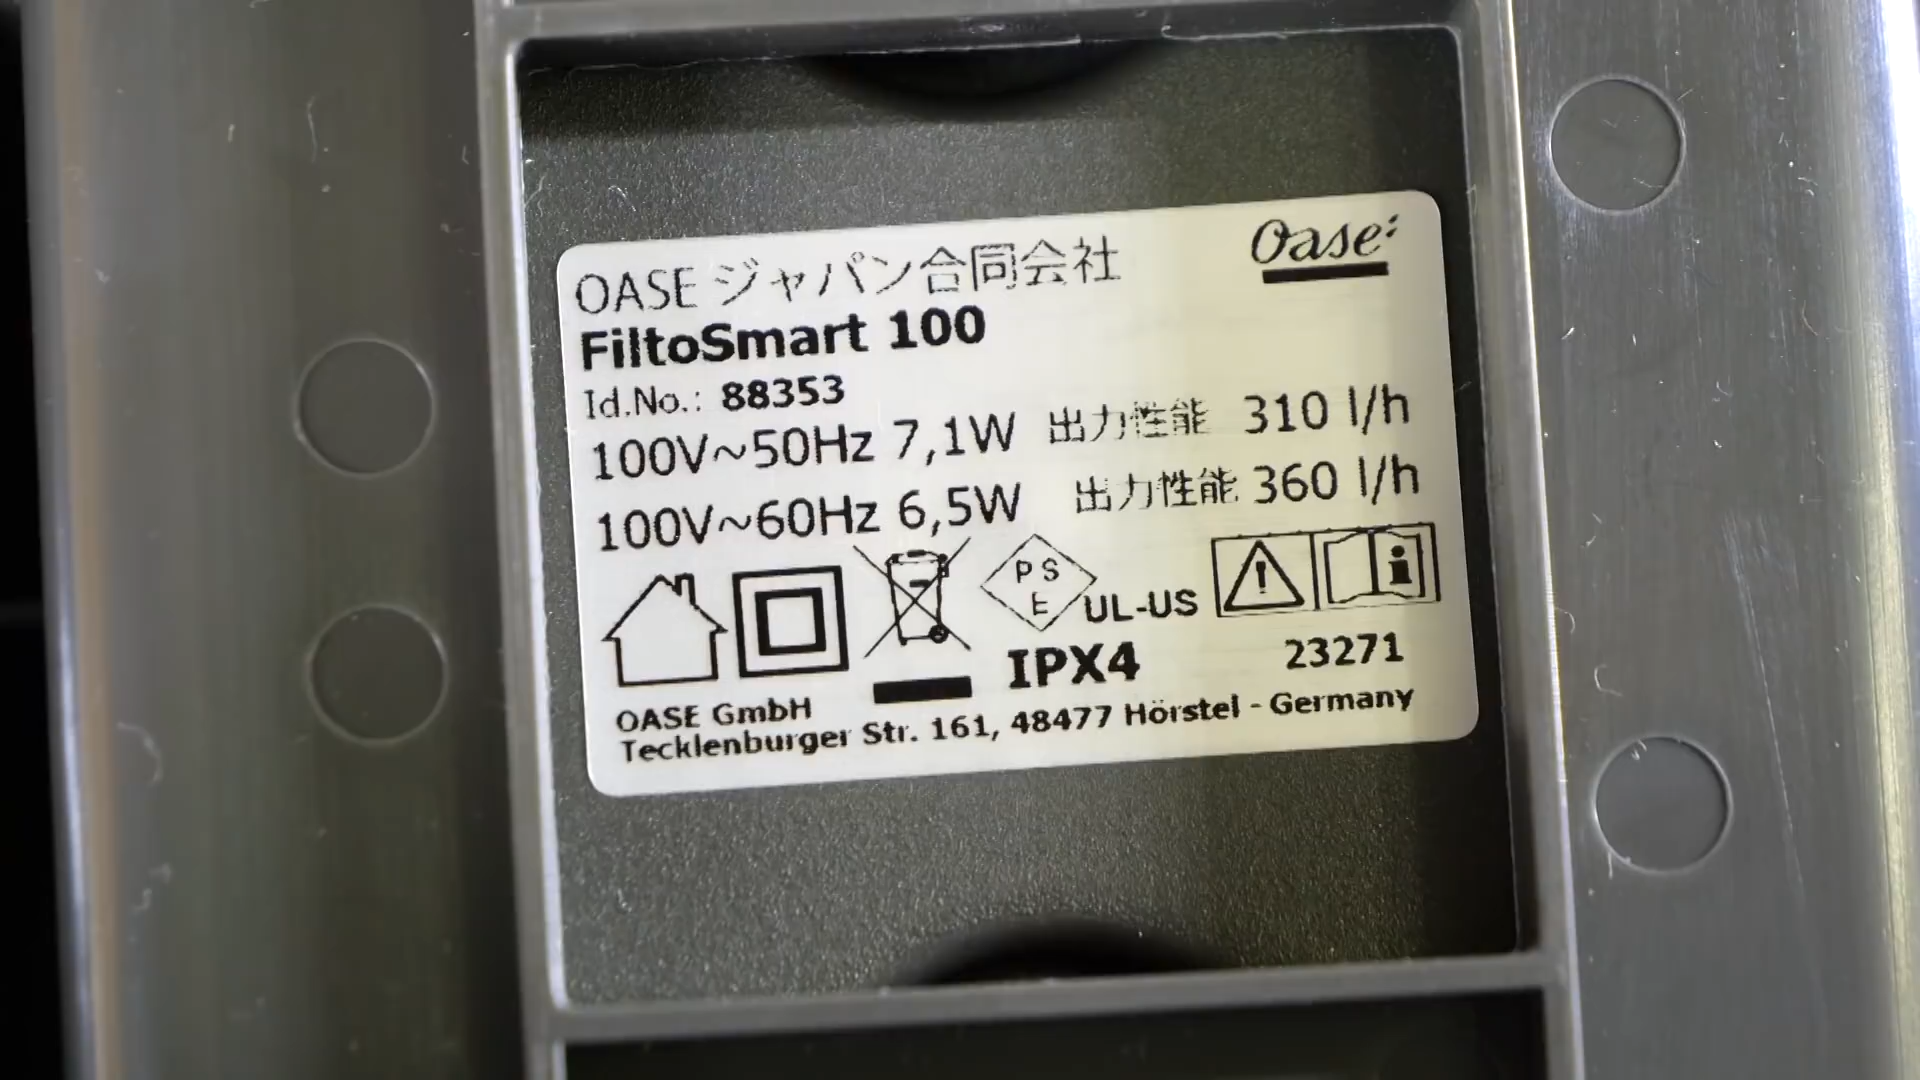 OASE ジャパン合同会社 Oase
FiltoSmart 100
Id.No.: 88353
100V~50Hz 7,1W 出力性能 310 l/h
100V~60Hz 6,5W 出力性能 360 l/h
PS
E
UL-US
IPX4 23271
OASE GmbH
Tecklenburger Str. 161, 48477 Hörstel - Germany